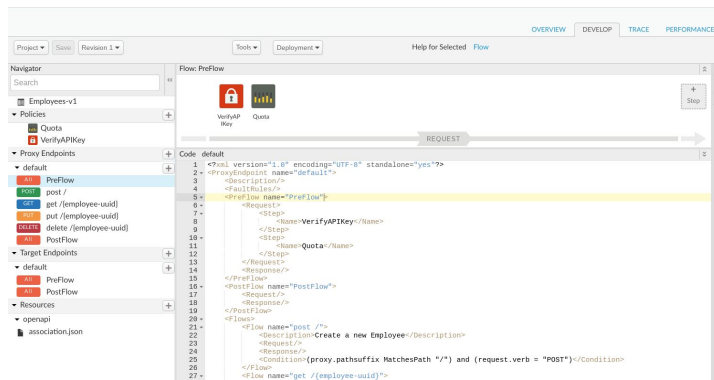 OVERVIEW DEVELOP TRACE PERFORMANCE
Project Save Revision 1 Tools Deployment Help for Selected Flow
Navigator
Search
Employees-v1
Policies
Quota
VerifyAPIKey
Proxy Endpoints
default
All PreFlow
POST post /
GET get /{employee-uuid}
PUT put /{employee-uuid}
DELETE delete /{employee-uuid}
All PostFlow
Target Endpoints
default
All PreFlow
All PostFlow
Resources
openapi
association.json
Flow: PreFlow
VerifyAP
IKey
Quota
+
Step
REQUEST
Code default
1 <?xml version="1.0" encoding="UTF-8" standalone="yes"?>
2 <ProxyEndpoint name="default">
3 <Description/>
4 <FaultRules/>
5 <PreFlow name="PreFlow">
6 <Request>
7 <Step>
8 <Name>VerifyAPIKey</Name>
9 </Step>
10 <Step>
11 <Name>Quota</Name>
12 </Step>
13 </Request>
14 <Response/>
15 </PreFlow>
16 <PostFlow name="PostFlow">
17 <Request/>
18 <Response/>
19 </PostFlow>
20 <Flows>
21 <Flow name="post /">
22 <Description>Create a new Employee</Description>
23 <Request/>
24 <Response/>
25 <Condition>(proxy.pathsuffix MatchesPath "/") and (request.verb = "POST")</Condition>
26 </Flow>
27 <Flow name="get /{employee-uuid}">